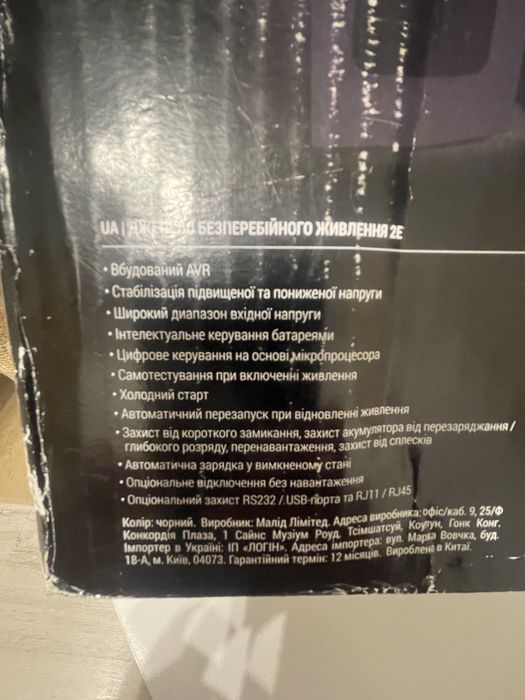 UA | ДЖЕРЕЛО БЕЗПЕРЕБІЙНОГО ЖИВЛЕННЯ 2E
• Вбудований AVR
• Стабілізація підвищеної та пониженої напруги
• Широкий диапазон вхідної напруги
• Інтелектуальне керування батареями
• Цифрове керування на основі мікропроцесора
• Самотестування при включенні живлення
• Холодний старт
• Автоматичний перезапуск при відновленні живлення
• Захист від короткого замикання, захист акумулятора від перезаряджання /
глибокого розряду, перенавантаження, захист від сплесків
• Автоматична зарядка у вимкненому стані
• Опціональне відключення без навантаження
• Опціональний захист RS232 / USB-порта та RJ11 / RJ45
Колір: чорний. Виробник: Малід Лімітед. Адреса виробника: офіс/каб. 9, 25/Ф
Конкордія Плаза, 1 Сайнс Музіум Роуд, Тсімшатсуй, Коулун, Гонк Конг.
Імпортер в Україні: ІП «ЛОГІН». Адреса імпортера: вул. Марка Вовчка, буд.
18-А, м. Київ, 04073. Гарантійний термін: 12 місяців. Вироблено в Китаї.